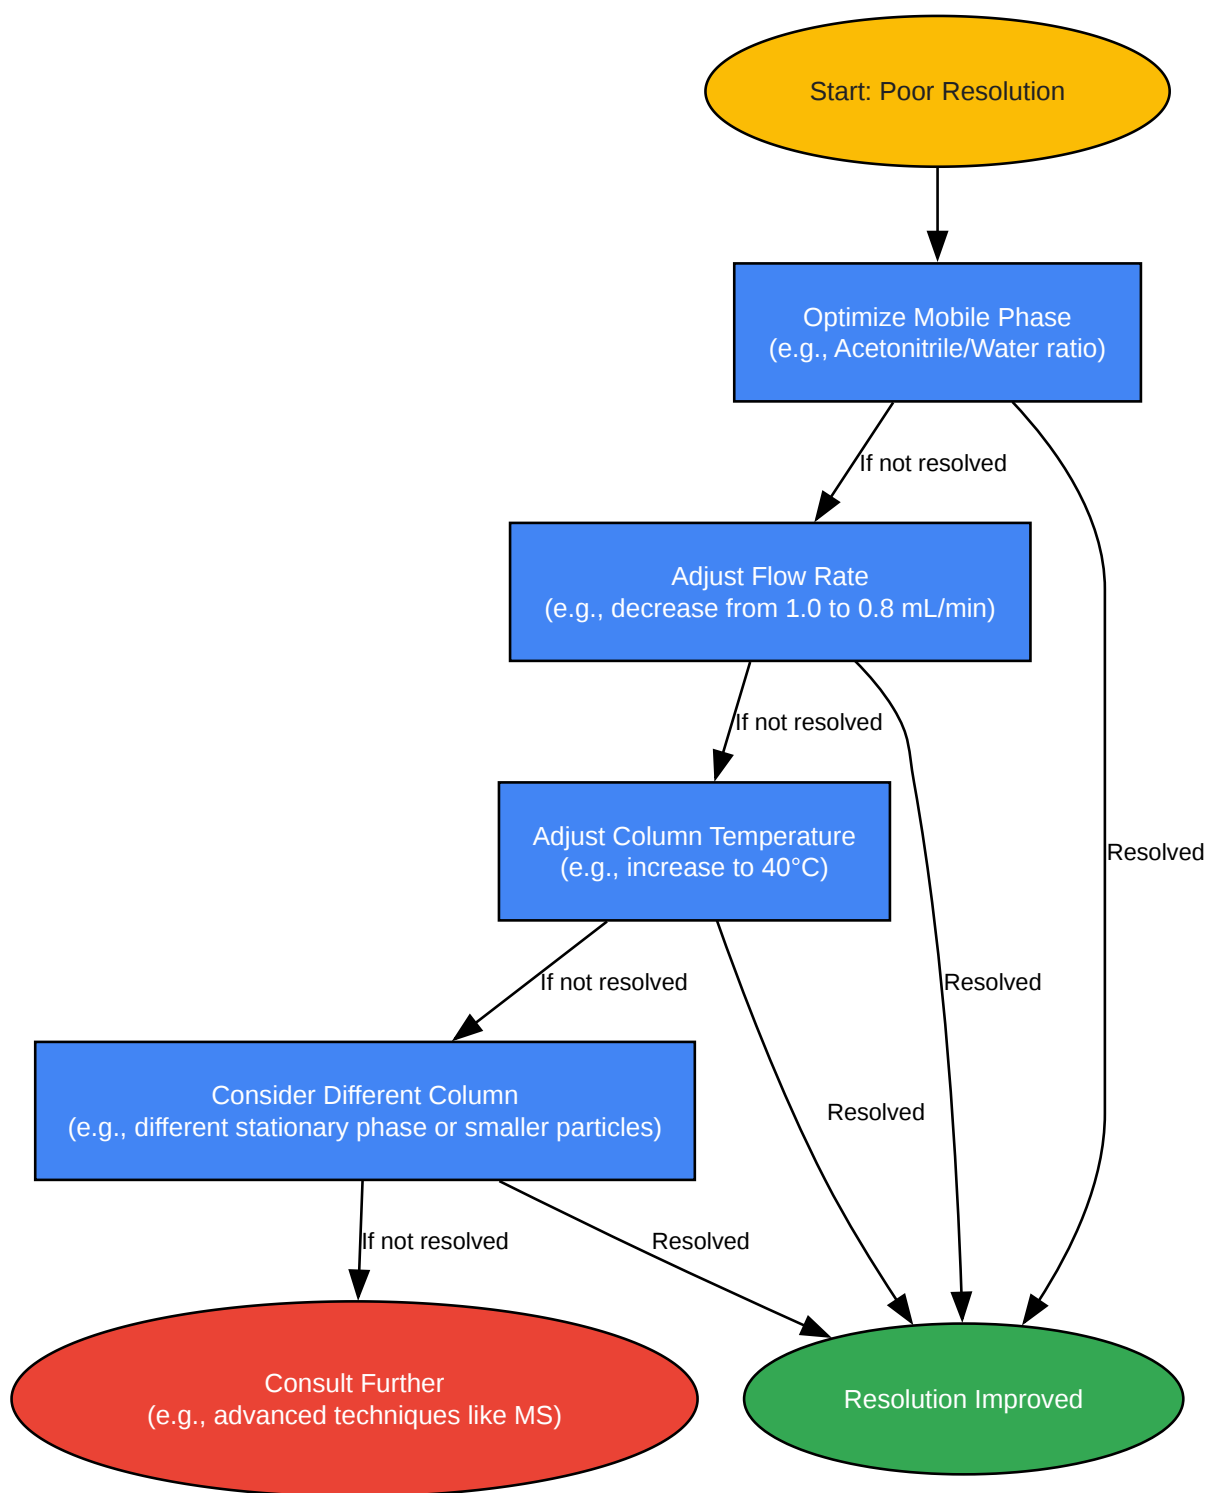 Start: Poor Resolution
Optimize Mobile Phase
(e.g., Acetonitrile/Water ratio)
If not resolved
Adjust Flow Rate
(e.g., decrease from 1.0 to 0.8 mL/min)
If not resolved
Adjust Column Temperature
(e.g., increase to 40°C)
Resolved
If not resolved
Resolved
Consider Different Column
(e.g., different stationary phase or smaller particles)
Resolved
If not resolved
Resolved
Consult Further
(e.g., advanced techniques like MS)
Resolution Improved